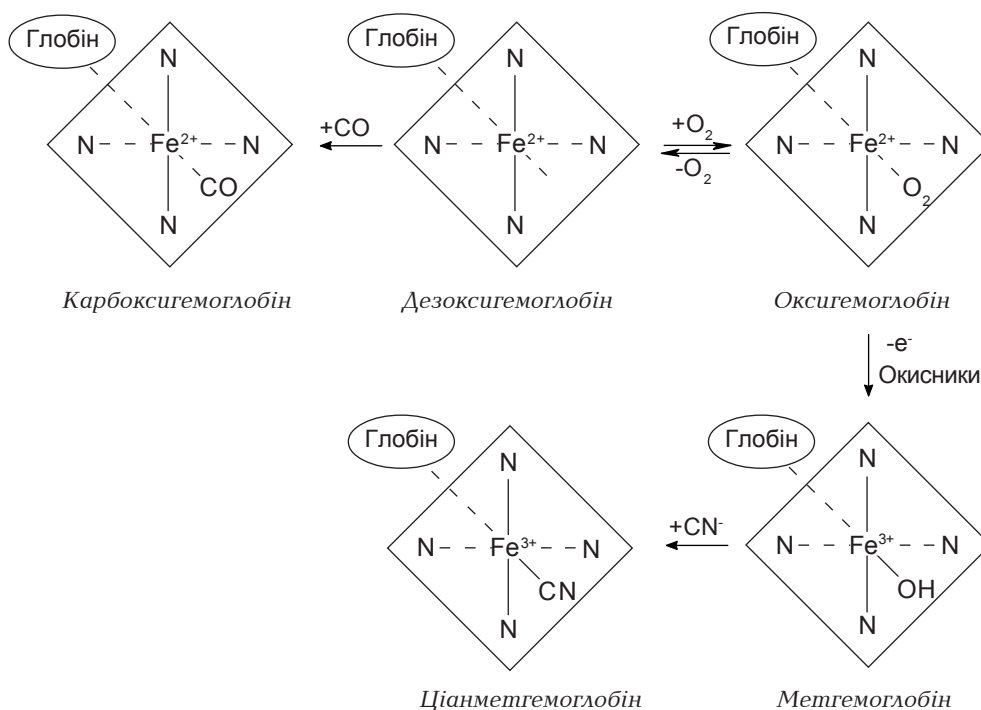 Глобін
N
N
Fe²⁺
N
CO
N
Карбоксигемоглобін
+CO
Глобін
N
N
Fe²⁺
N
N
Дезоксигемоглобін
+O₂
-O₂
Глобін
N
N
Fe²⁺
N
O₂
N
Оксигемоглобін
-e⁻
Окисники
Глобін
N
N
Fe³⁺
N
CN
N
Ціанметгемоглобін
+CN⁻
Глобін
N
N
Fe³⁺
N
OH
N
Метгемоглобін